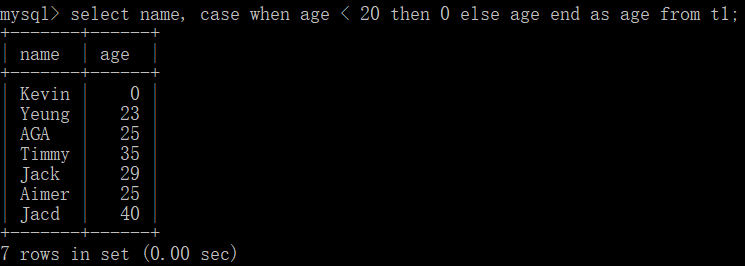 mysql> select name, case when age < 20 then 0 else age end as age from t1;
+-------+------+
| name  | age  |
+-------+------+
| Kevin |    0 |
| Yeung |   23 |
| AGA   |   25 |
| Timmy |   35 |
| Jack  |   29 |
| Aimer |   25 |
| Jacd  |   40 |
+-------+------+
7 rows in set (0.00 sec)